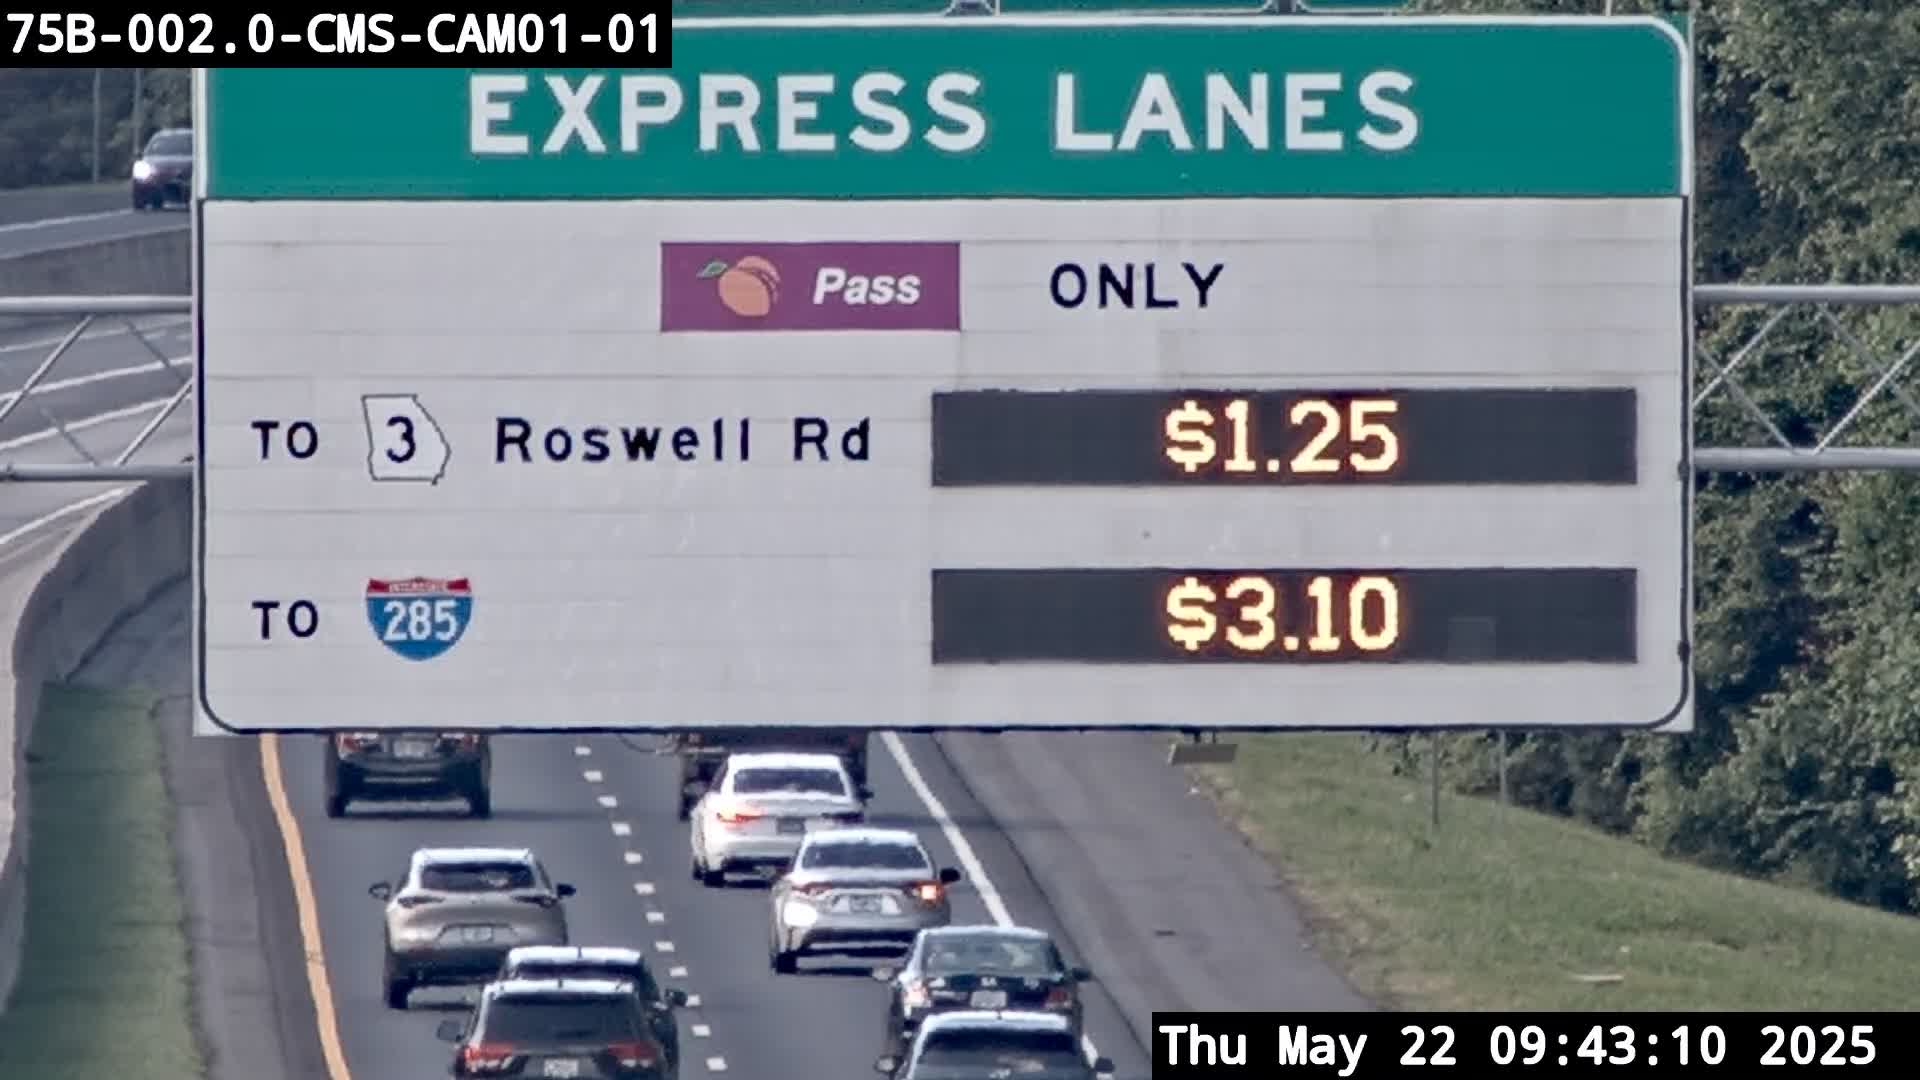 75B-002.0-CMS-CAM01-01
EXPRESS LANES
Pass ONLY
TO 3 Roswell Rd $1.25
TO 285 $3.10
Thu May 22 09:43:10 2025